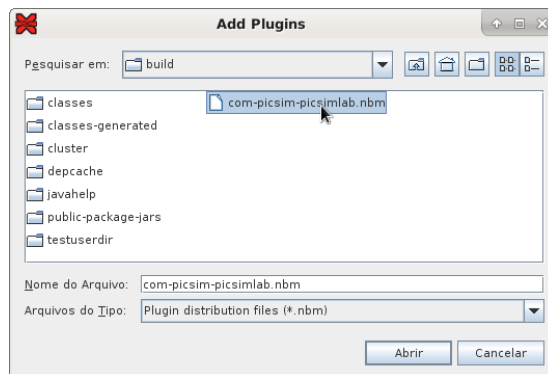 Add Plugins
Pesquisar em: build
classes com-picsim-picsimlab.nbm
classes-generated
cluster
depcache
javahelp
public-package-jars
testuserdir
Nome do Arquivo: com-picsim-picsimlab.nbm
Arquivos do Tipo: Plugin distribution files (*.nbm)
Abrir Cancelar